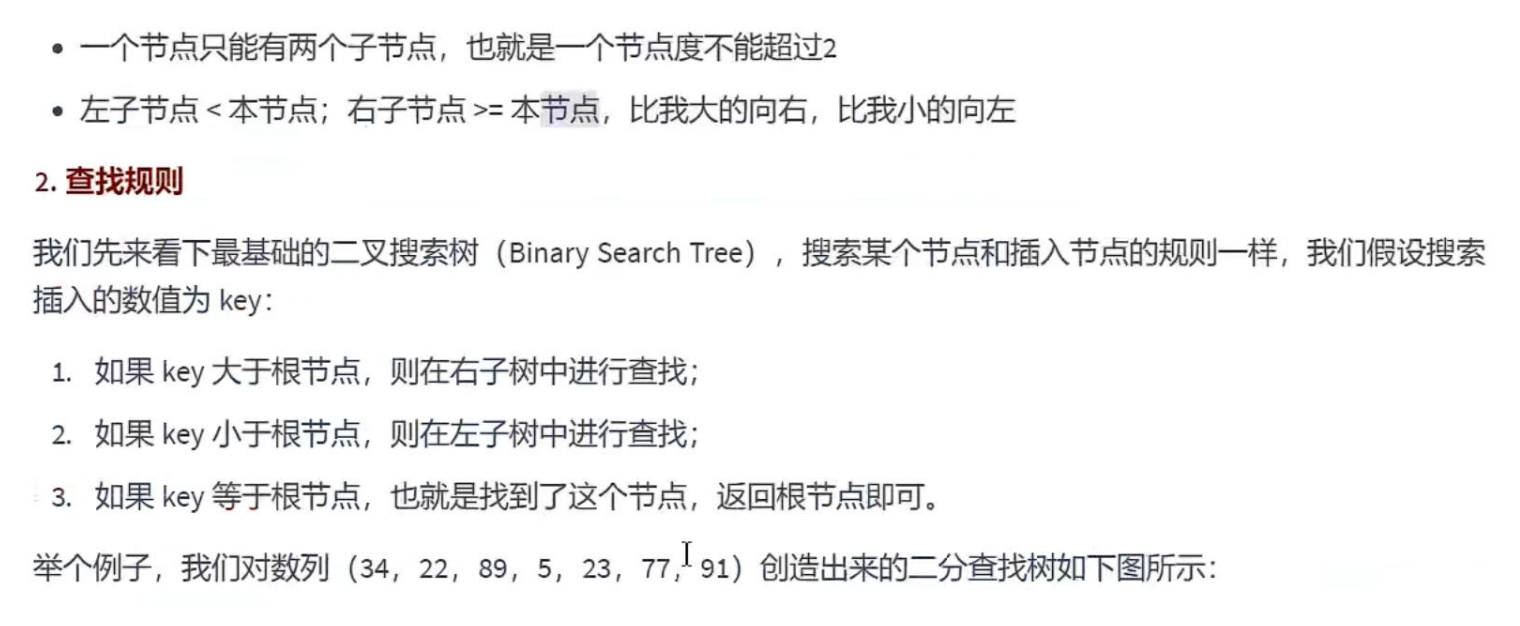 • 一个节点只能有两个子节点，也就是一个节点度不能超过2
• 左子节点 < 本节点；右子节点 >= 本节点，比我大的向右，比我小的向左
2. 查找规则
我们先来看下最基础的二叉搜索树（Binary Search Tree），搜索某个节点和插入节点的规则一样，我们假设搜索
插入的数值为 key：
1. 如果 key 大于根节点，则在右子树中进行查找；
2. 如果 key 小于根节点，则在左子树中进行查找；
3. 如果 key 等于根节点，也就是找到了这个节点，返回根节点即可。
举个例子，我们对数列（34，22，89，5，23，77，91）创造出来的二分查找树如下图所示：